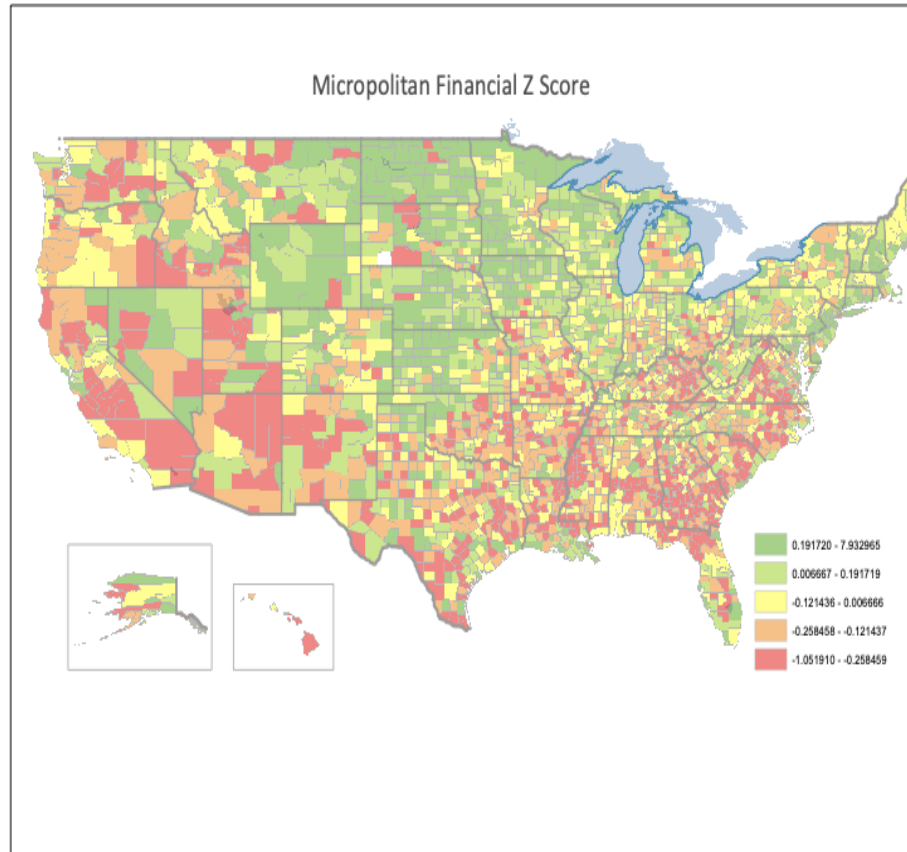 Micropolitan Financial Z Score
0.191720 - 7.932965
0.006667 - 0.191719
-0.121436 - 0.006666
-0.258458 - -0.121437
-1.051910 - -0.258459